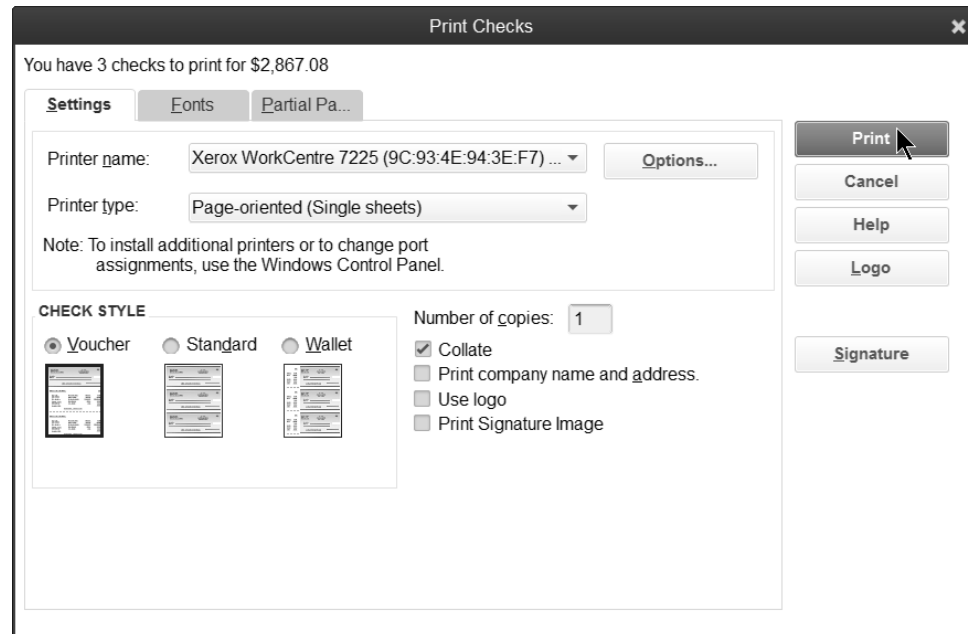 Print Checks
You have 3 checks to print for $2,867.08
Settings
Fonts
Partial Pa...
Printer name:
Xerox WorkCentre 7225 (9C:93:4E:94:3E:F7) ...
Options...
Printer type:
Page-oriented (Single sheets)
Note: To install additional printers or to change port
assignments, use the Windows Control Panel.
CHECK STYLE
Voucher
Standard
Wallet
Number of copies:
1
Collate
Print company name and address.
Use logo
Print Signature Image
Print
Cancel
Help
Logo
Signature